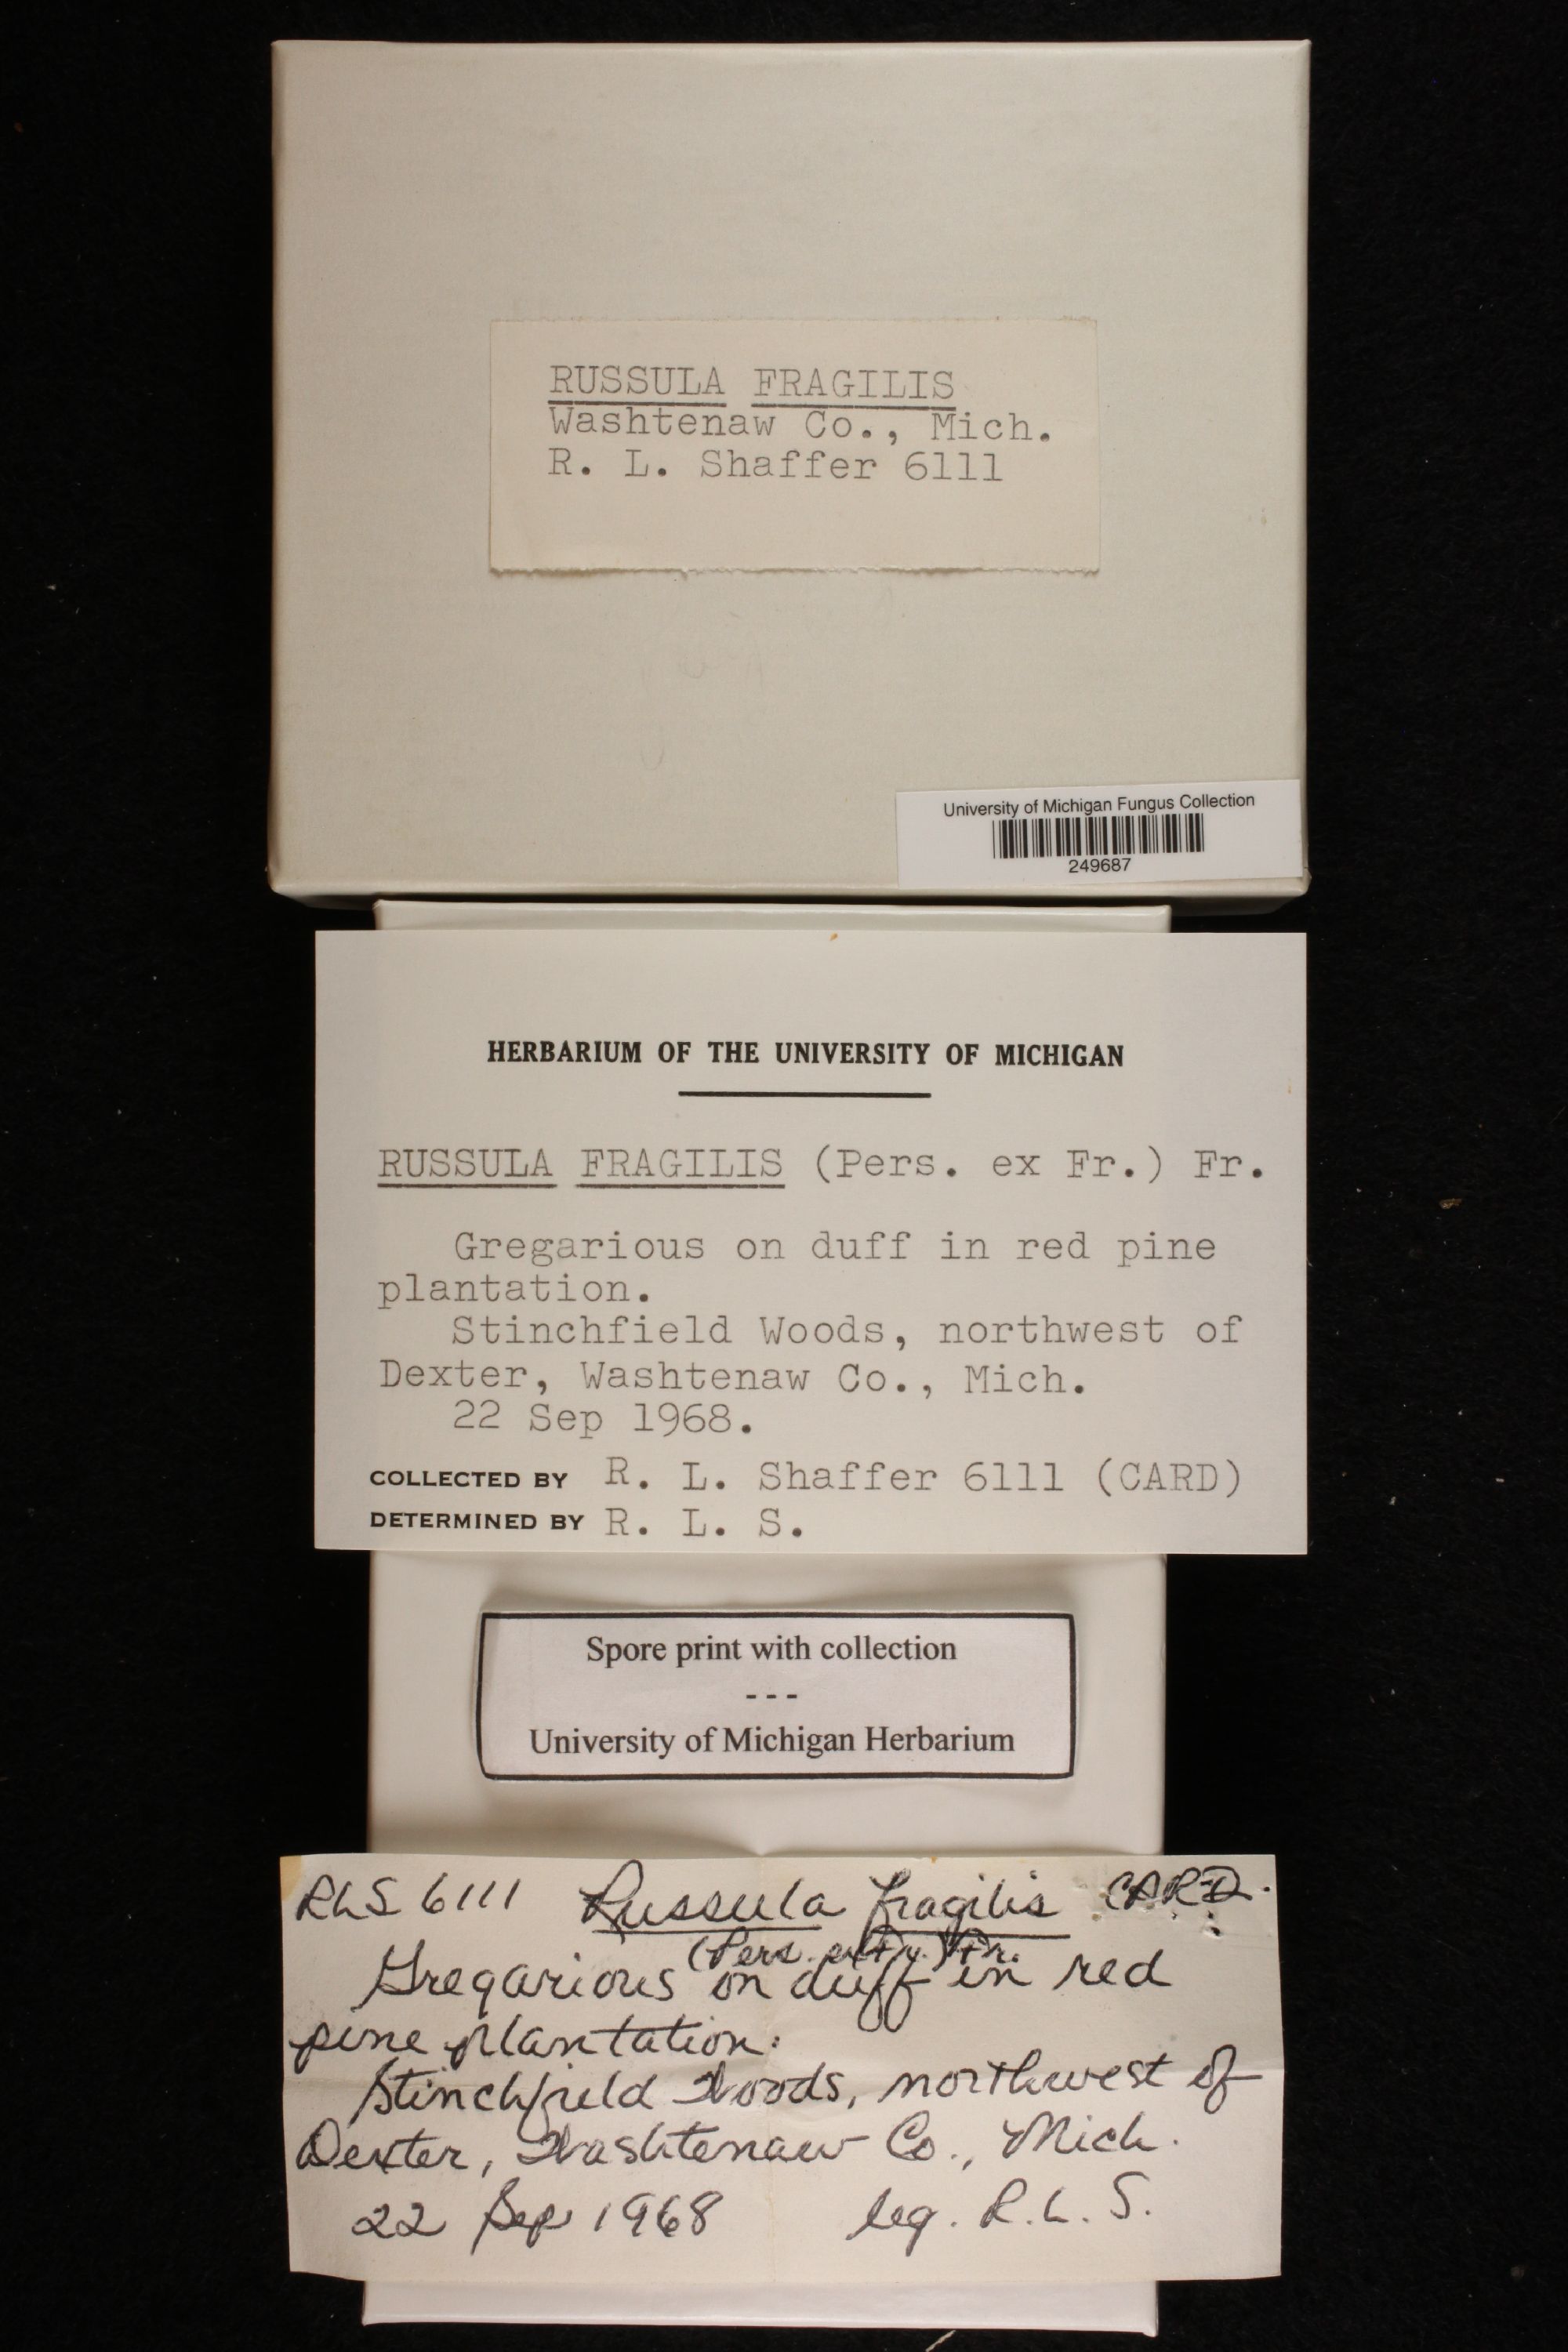 RUSSULA FRAGILIS
Washtenaw Co., Mich.
R. L. Shaffer 6111
University of Michigan Fungus Collection
249687
HERBARIUM OF THE UNIVERSITY OF MICHIGAN
RUSSULA FRAGILIS (Pers. ex Fr.) Fr.
Gregarious on duff in red pine
plantation.
Stinchfield Woods, northwest of
Dexter, Washtenaw Co., Mich.
22 Sep 1968.
COLLECTED BY R. L. Shaffer 6111 (CARD)
DETERMINED BY R. L. S.
Spore print with collection
---
University of Michigan Herbarium
RLS 6111 Russula fragilis CARD.
(Pers. ex Fr.) Fr.
Gregarious on duff in red
pine plantation.
Stinchfield Woods, northwest of
Dexter, Washtenaw Co., Mich.
22 Sep 1968 leg. R. L. S.